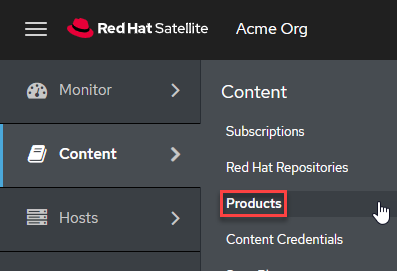 Red Hat Satellite
Acme Org
Monitor
Content
Hosts
Content
Subscriptions
Red Hat Repositories
Products
Content Credentials